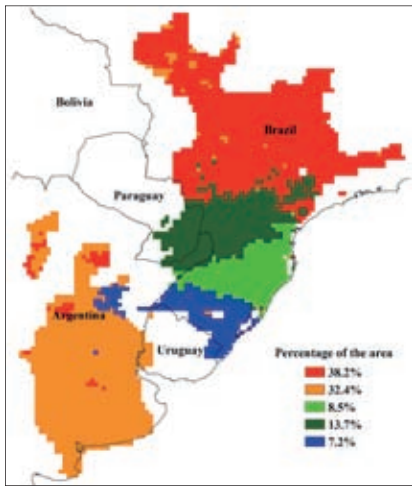 Bolivia
Brazil
Paraguay
Argentina
Uruguay
Percentage of the area
38.2%
32.4%
8.5%
13.7%
7.2%